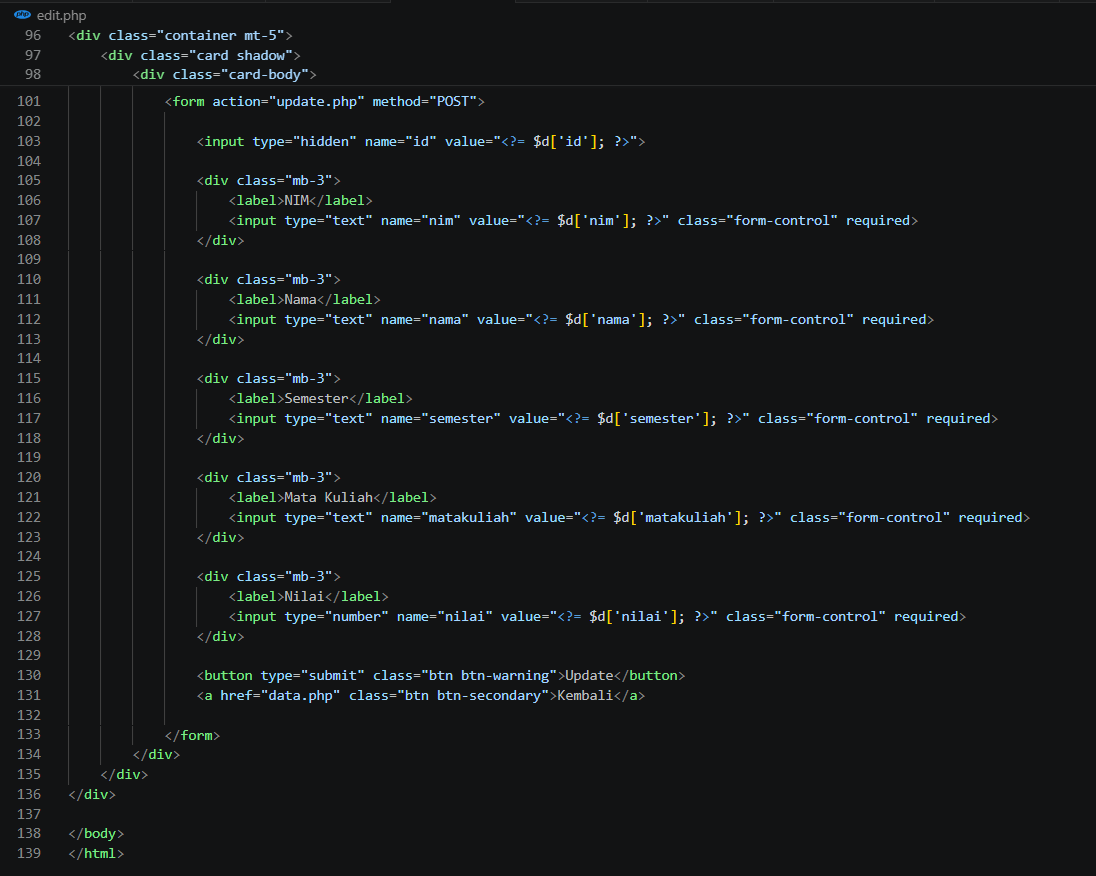 php edit.php
96 <div class="container mt-5">
97 <div class="card shadow">
98 <div class="card-body">
101 <form action="update.php" method="POST">
102
103 <input type="hidden" name="id" value="<?= $d['id']; ?>">
104
105 <div class="mb-3">
106 <label>NIM</label>
107 <input type="text" name="nim" value="<?= $d['nim']; ?>" class="form-control" required>
108 </div>
109
110 <div class="mb-3">
111 <label>Nama</label>
112 <input type="text" name="nama" value="<?= $d['nama']; ?>" class="form-control" required>
113 </div>
114
115 <div class="mb-3">
116 <label>Semester</label>
117 <input type="text" name="semester" value="<?= $d['semester']; ?>" class="form-control" required>
118 </div>
119
120 <div class="mb-3">
121 <label>Mata Kuliah</label>
122 <input type="text" name="matakuliah" value="<?= $d['matakuliah']; ?>" class="form-control" required>
123 </div>
124
125 <div class="mb-3">
126 <label>Nilai</label>
127 <input type="number" name="nilai" value="<?= $d['nilai']; ?>" class="form-control" required>
128 </div>
129
130 <button type="submit" class="btn btn-warning">Update</button>
131 <a href="data.php" class="btn btn-secondary">Kembali</a>
132
133 </form>
134 </div>
135 </div>
136 </div>
137
138 </body>
139 </html>